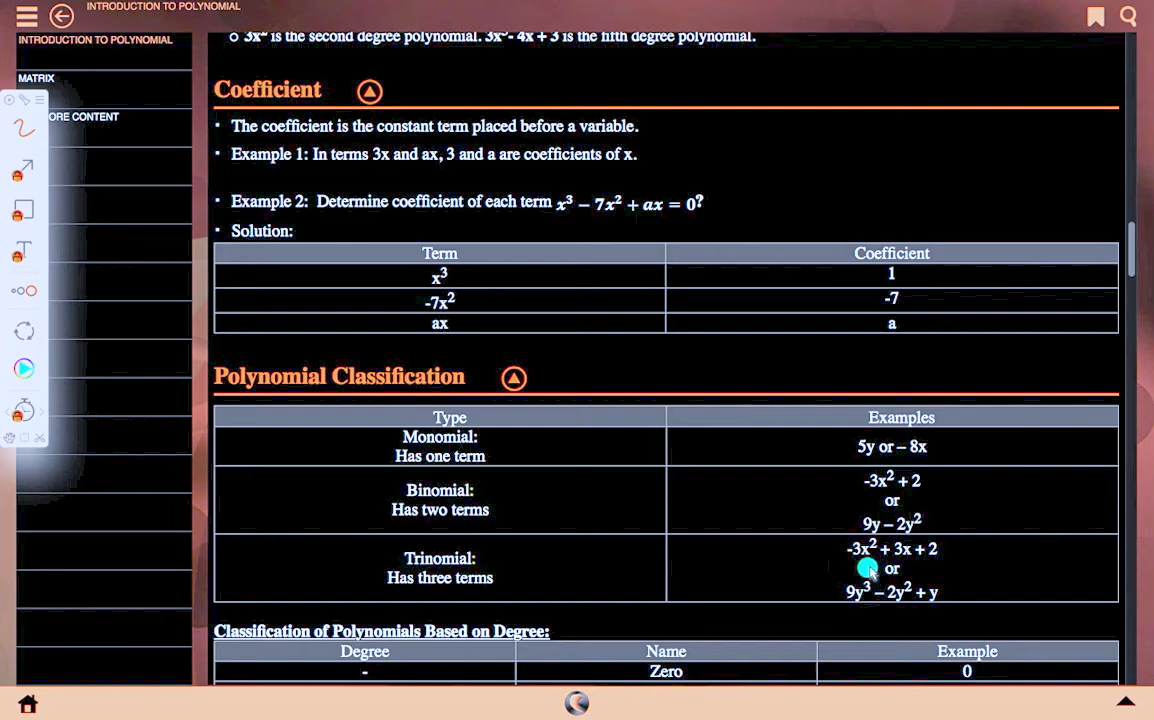 INTRODUCTION TO POLYNOMIAL
INTRODUCTION TO POLYNOMIAL
MATRIX
ORE CONTENT
is the second degree polynomial. - 4x + 3 is the fifth degree polynomial.
Coefficient
The coefficient is the constant term placed before a variable.
Example 1: In terms 3x and ax, 3 and a are coefficients of x.
Example 2: Determine coefficient of each term x³ – 7x² + ax = 0?
Solution:
Term Coefficient
x³ 1
-7x² -7
ax a
Polynomial Classification
Type Examples
Monomial:
Has one term
5y or – 8x
Binomial:
Has two terms
-3x² + 2
or
9y – 2y²
Trinomial:
Has three terms
-3x² + 3x + 2
or
9y³ – 2y² + y
Classification of Polynomials Based on Degree:
Degree Name Example
- Zero 0